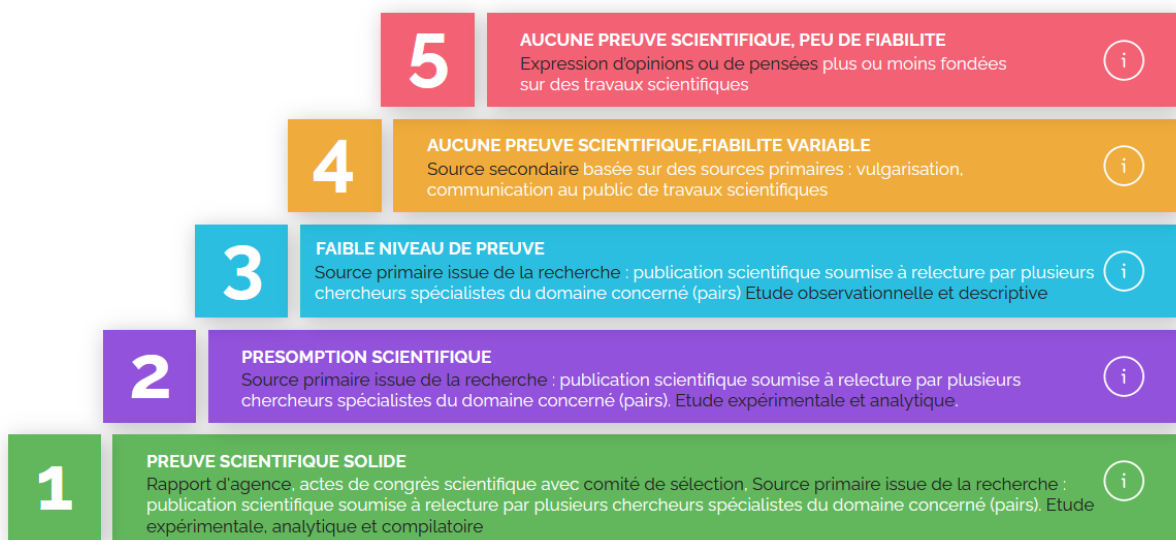 5
AUCUNE PREUVE SCIENTIFIQUE, PEU DE FIABILITE
Expression d'opinions ou de pensées plus ou moins fondées
sur des travaux scientifiques
i
4
AUCUNE PREUVE SCIENTIFIQUE,FIABILITE VARIABLE
Source secondaire basée sur des sources primaires : vulgarisation,
communication au public de travaux scientifiques
i
3
FAIBLE NIVEAU DE PREUVE
Source primaire issue de la recherche : publication scientifique soumise à relecture par plusieurs
chercheurs spécialistes du domaine concerné (pairs) Etude observationnelle et descriptive
i
2
PRESOMPTION SCIENTIFIQUE
Source primaire issue de la recherche : publication scientifique soumise à relecture par plusieurs
chercheurs spécialistes du domaine concerné (pairs). Etude expérimentale et analytique.
i
1
PREUVE SCIENTIFIQUE SOLIDE
Rapport d'agence, actes de congrès scientifique avec comité de sélection, Source primaire issue de la recherche :
publication scientifique soumise à relecture par plusieurs chercheurs spécialistes du domaine concerné (pairs). Etude
expérimentale, analytique et compilatoire
i